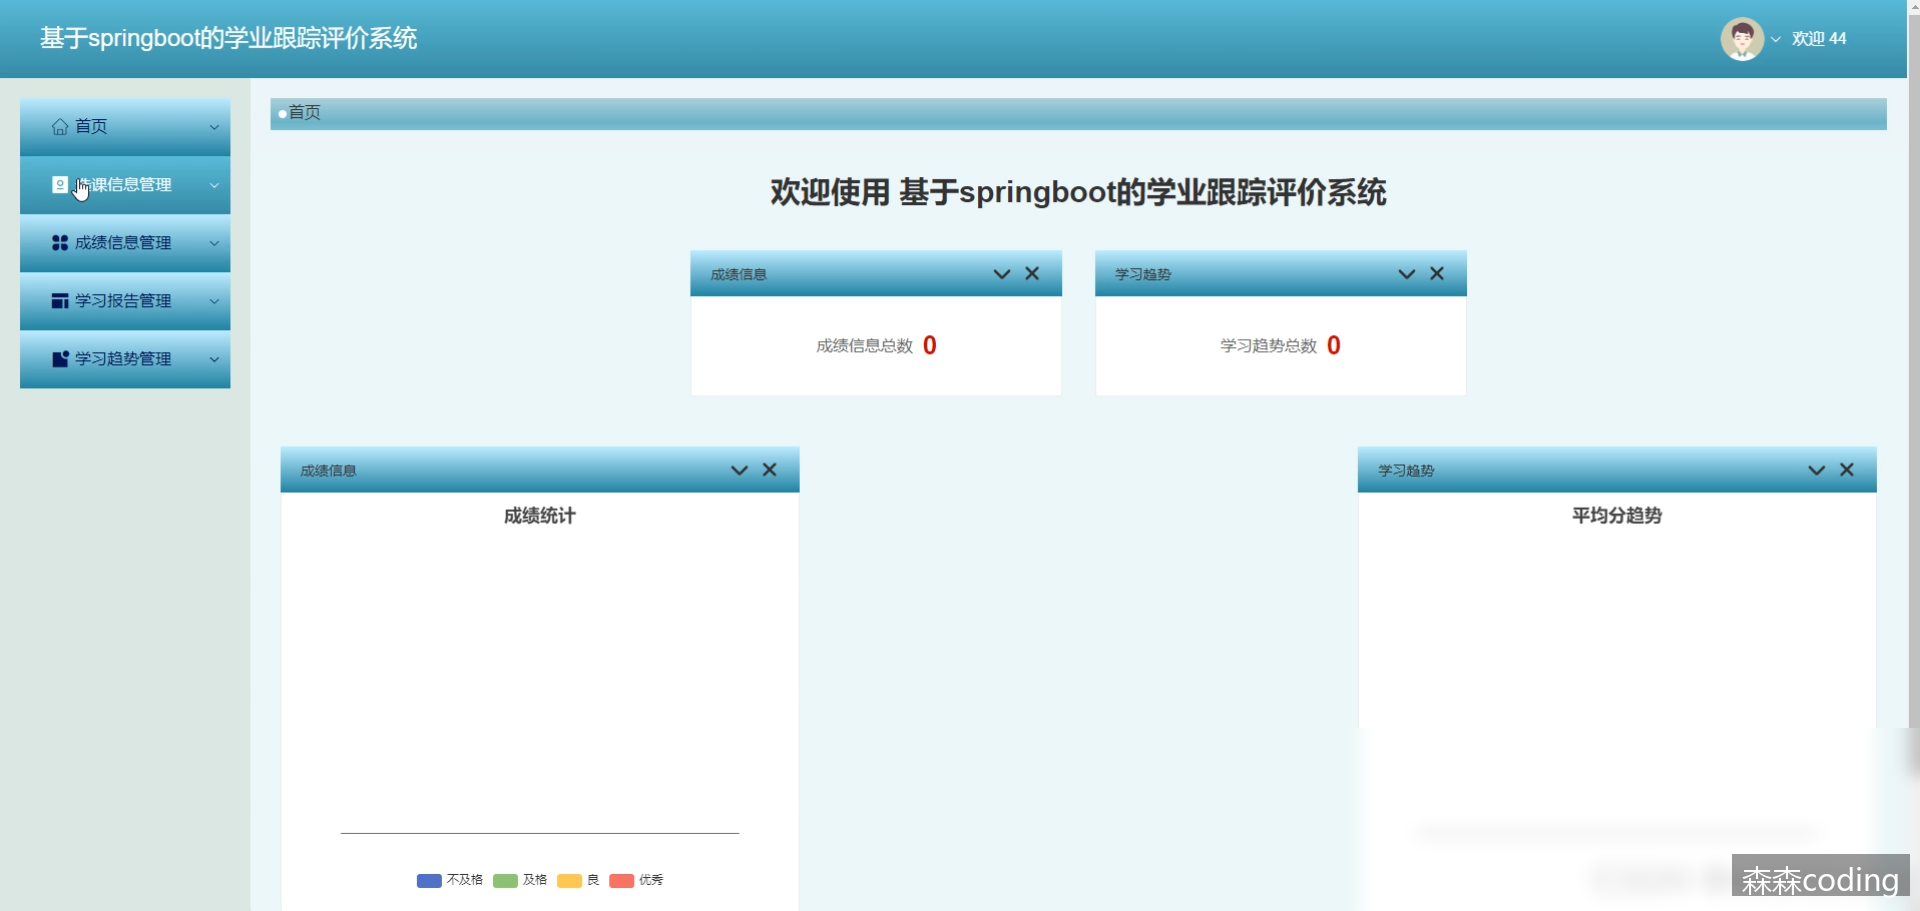 基于springboot的学业跟踪评价系统
欢迎 44
首页
课信息管理
成绩信息管理
学习报告管理
学习趋势管理
首页
欢迎使用 基于springboot的学业跟踪评价系统
成绩信息
成绩信息总数 0
学习趋势
学习趋势总数 0
成绩信息
成绩统计
不及格 及格 良 优秀
学习趋势
平均分趋势
森森coding